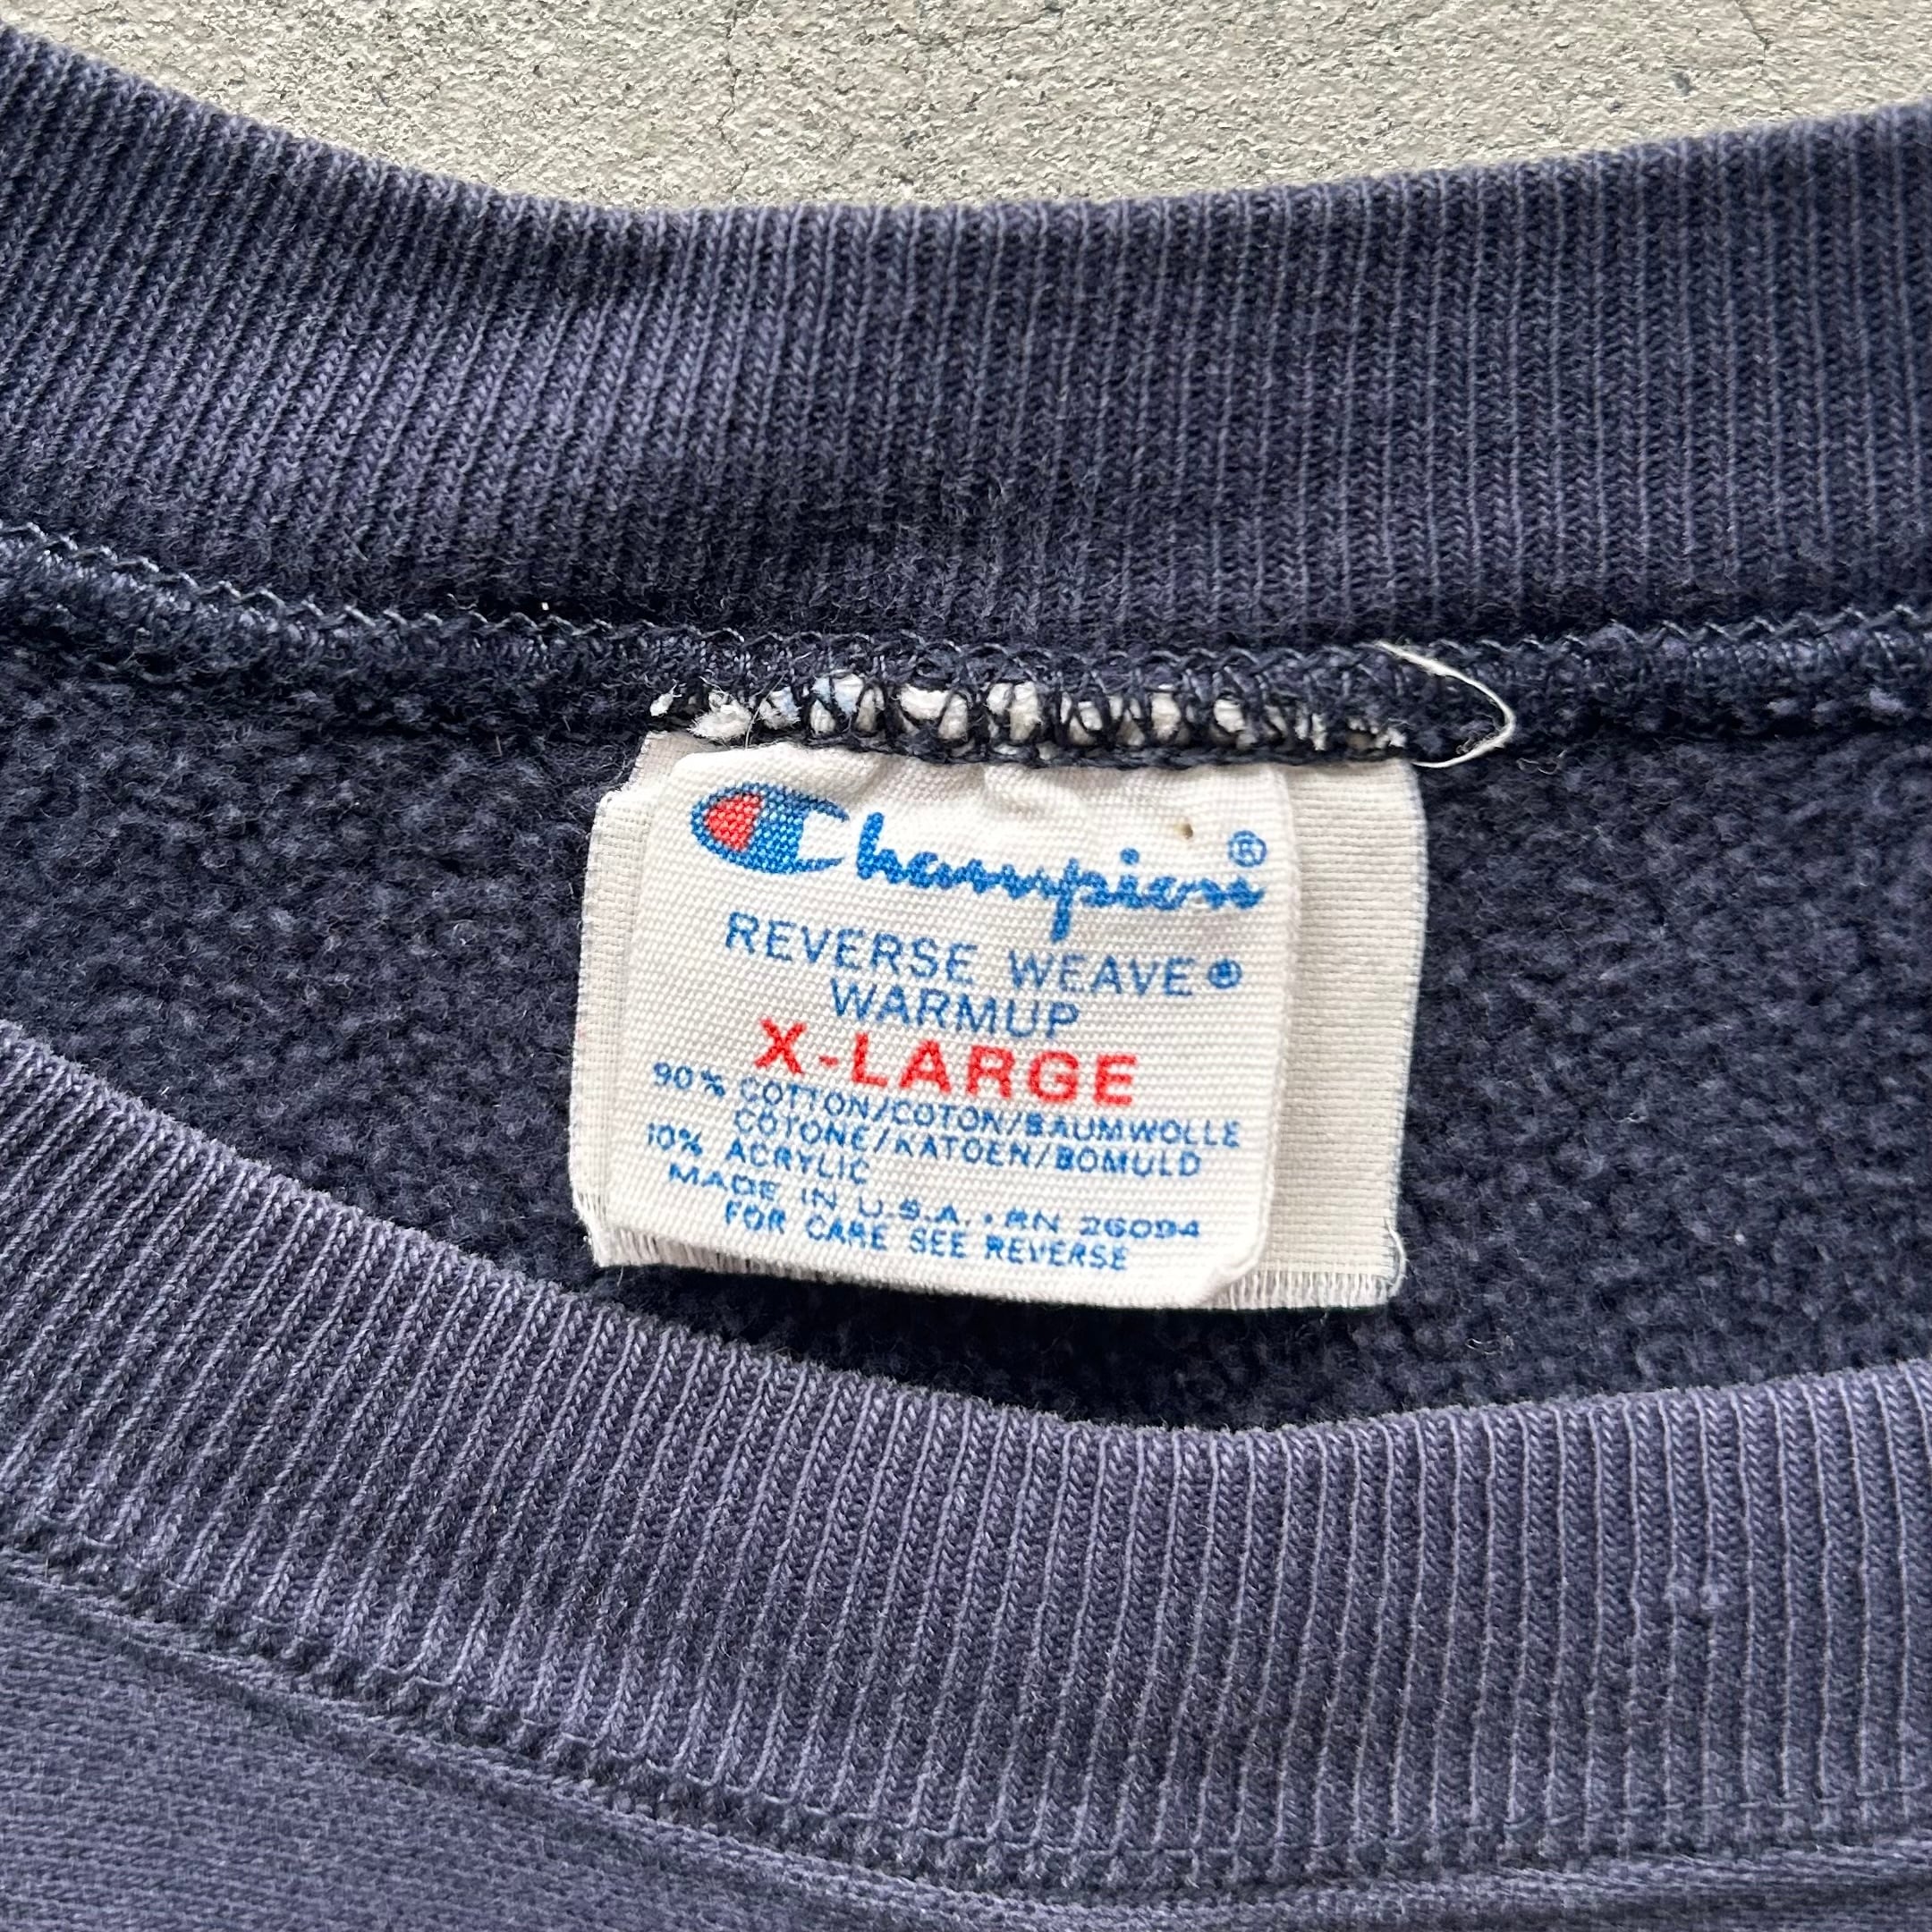 Champion®
REVERSE WEAVE®
WARMUP
X-LARGE
90% COTTON/COTON/BAUMWOLLE
COTONE/KATOEN/BOMULD
10% ACRYLIC
MADE IN U.S.A. • RN 26094
FOR CARE SEE REVERSE